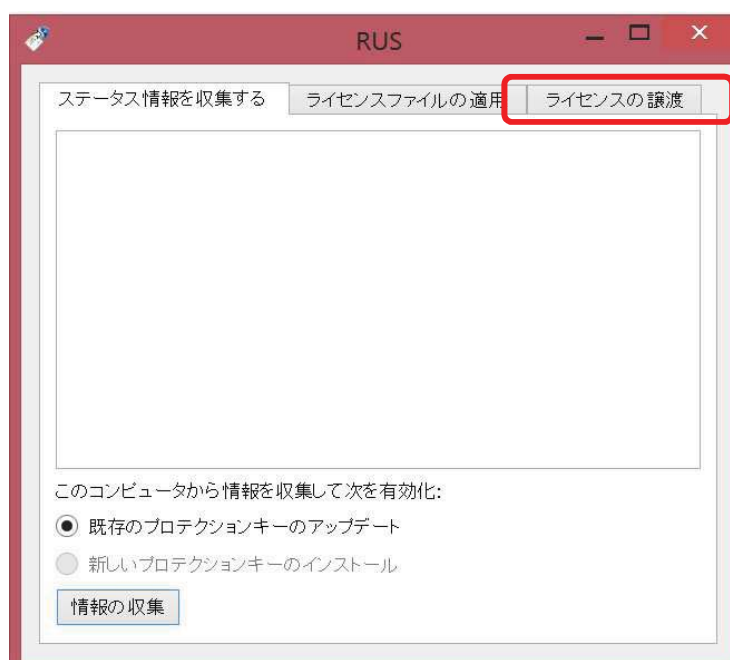 RUS
ステータス情報を収集する ライセンスファイルの適用 ライセンスの譲渡
このコンピュータから情報を収集して次を有効化:
既存のプロテクションキーのアップデート
新しいプロテクションキーのインストール
情報の収集